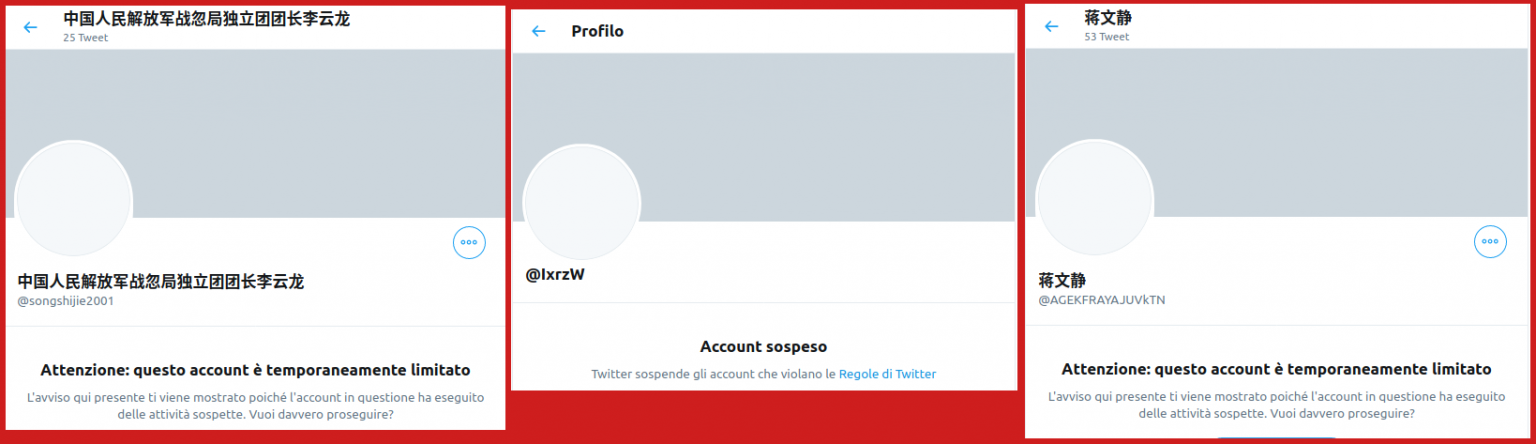 中国人民解放军战忽局独立团团长李云龙
25 Tweet
中国人民解放军战忽局独立团团长李云龙
@songshijie2001
Attenzione: questo account è temporaneamente limitato
L'avviso qui presente ti viene mostrato poiché l'account in questione ha eseguito
delle attività sospette. Vuoi davvero proseguire?
Profilo
@IxrzW
Account sospeso
Twitter sospende gli account che violano le Regole di Twitter
蒋文静
53 Tweet
蒋文静
@AGEKFRAYAJUVkTN
Attenzione: questo account è temporaneamente limitato
L'avviso qui presente ti viene mostrato poiché l'account in questione ha eseguito
delle attività sospette. Vuoi davvero proseguire?